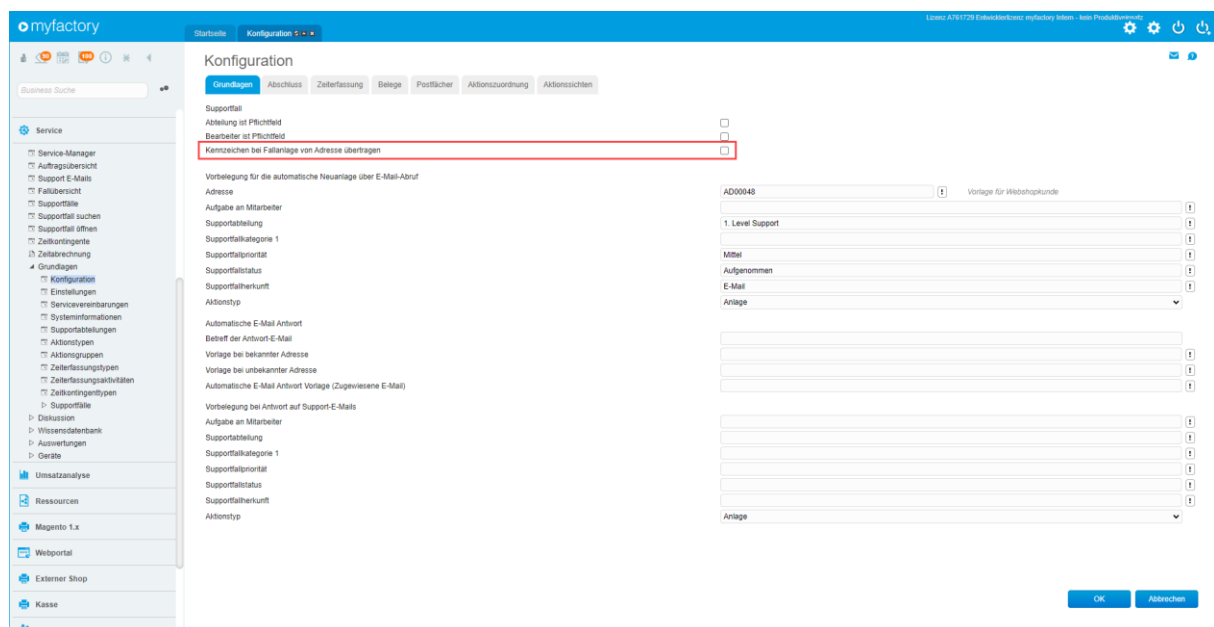 myfactory
Lizenz A761729 Entwicklerlizenz myfactory Intern - kein Produktiveinsatz
Startseite
Konfiguration
Business Suche
Service
Service-Manager
Auftragsübersicht
Support E-Mails
Fallübersicht
Supportfälle
Supportfall suchen
Supportfall öffnen
Zeitkontingente
Zeitabrechnung
Grundlagen
Konfiguration
Einstellungen
Servicevereinbarungen
Systeminformationen
Supportabteilungen
Aktionstypen
Aktionsgruppen
Zeiterfassungstypen
Zeiterfassungsaktivitäten
Zeitkontingenttypen
Supportfälle
Diskussion
Wissensdatenbank
Auswertungen
Geräte
Umsatzanalyse
Ressourcen
Magento 1.x
Webportal
Externer Shop
Kasse
Konfiguration
Grundlagen Abschluss Zeiterfassung Belege Postfächer Aktionszuordnung Aktionssichten
Supportfall
Abteilung ist Pflichtfeld
Bearbeiter ist Pflichtfeld
Kennzeichen bei Fallanlage von Adresse übertragen
Vorbelegung für die automatische Neuanlage über E-Mail-Abruf
Adresse AD00048 Vorlage für Webshopkunde
Aufgabe an Mitarbeiter
Supportabteilung 1. Level Support
Supportfallkategorie 1
Supportfallpriorität Mittel
Supportfallstatus Aufgenommen
Supportfallherkunft E-Mail
Aktionstyp Anlage
Automatische E-Mail Antwort
Betreff der Antwort-E-Mail
Vorlage bei bekannter Adresse
Vorlage bei unbekannter Adresse
Automatische E-Mail Antwort Vorlage (Zugewiesene E-Mail)
Vorbelegung bei Antwort auf Support-E-Mails
Aufgabe an Mitarbeiter
Supportabteilung
Supportfallkategorie 1
Supportfallpriorität
Supportfallstatus
Supportfallherkunft
Aktionstyp Anlage
OK Abbrechen